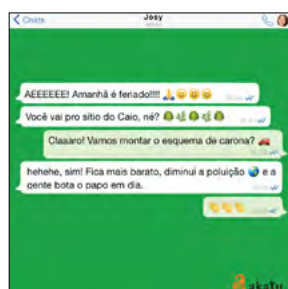 Chats
Josy
AEEEEEE! Amanhã é feriado!!!! 🙏😄😄😄
Você vai pro sítio do Caio, né?
Claaaro! Vamos montar o esquema de carona? 🚗
hehehe, sim! Fica mais barato, diminui a poluição 🌏 e a
gente bota o papo em dia.
👏👏👏
akatu